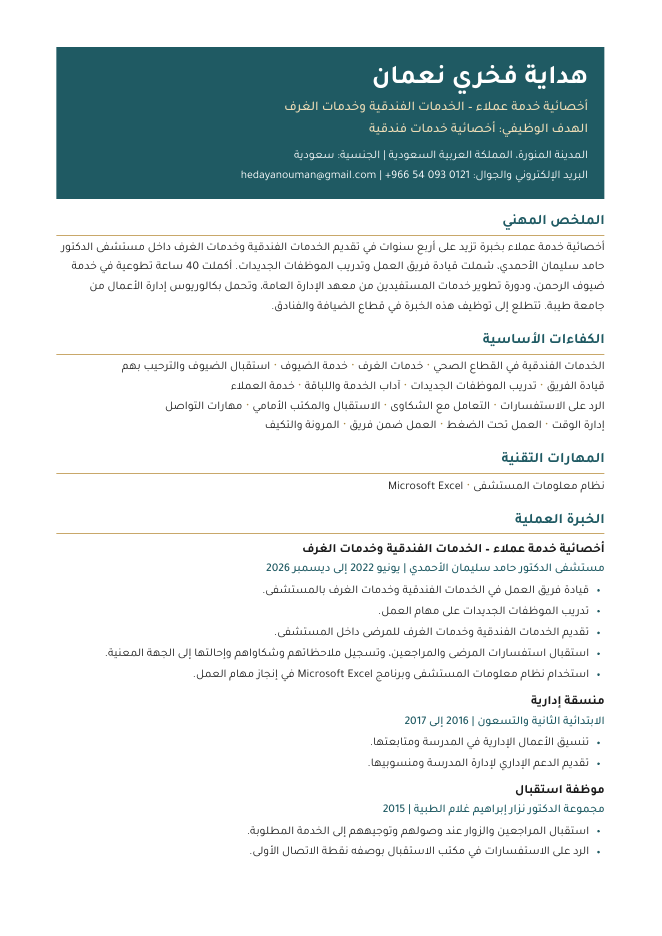 هداية فخري نعمان
أخصائية خدمة عملاء – الخدمات الفندقية وخدمات الغرف
الهدف الوظيفي: أخصائية خدمات فندقية
المدينة المنورة، المملكة العربية السعودية | الجنسية: سعودية
البريد الإلكتروني والجوال: hedayanouman@gmail.com | +966 54 093 0121
الملخص المهني
أخصائية خدمة عملاء بخبرة تزيد على أربع سنوات في تقديم الخدمات الفندقية وخدمات الغرف داخل مستشفى الدكتور
حامد سليمان الأحمدي، شملت قيادة فريق العمل وتدريب الموظفات الجديدات. أكملت 40 ساعة تطوعية في خدمة
ضيوف الرحمن، ودورة تطوير خدمات المستفيدين من معهد الإدارة العامة، وتحمل بكالوريوس إدارة الأعمال من
جامعة طيبة. تتطلع إلى توظيف هذه الخبرة في قطاع الضيافة والفنادق.
الكفاءات الأساسية
الخدمات الفندقية في القطاع الصحي · خدمات الغرف · خدمة الضيوف · استقبال الضيوف والترحيب بهم
قيادة الفريق · تدريب الموظفات الجديدات · آداب الخدمة واللباقة · خدمة العملاء
الرد على الاستفسارات · التعامل مع الشكاوى · الاستقبال والمكتب الأمامي · مهارات التواصل
إدارة الوقت · العمل تحت الضغط · العمل ضمن فريق · المرونة والتكيف
المهارات التقنية
نظام معلومات المستشفى · Microsoft Excel
الخبرة العملية
أخصائية خدمة عملاء – الخدمات الفندقية وخدمات الغرف
مستشفى الدكتور حامد سليمان الأحمدي | يونيو 2022 إلى ديسمبر 2026
• قيادة فريق العمل في الخدمات الفندقية وخدمات الغرف بالمستشفى.
• تدريب الموظفات الجديدات على مهام العمل.
• تقديم الخدمات الفندقية وخدمات الغرف للمرضى داخل المستشفى.
• استقبال استفسارات المرضى والمراجعين، وتسجيل ملاحظاتهم وشكاواهم وإحالتها إلى الجهة المعنية.
• استخدام نظام معلومات المستشفى وبرنامج Microsoft Excel في إنجاز مهام العمل.
منسقة إدارية
الابتدائية الثانية والتسعون | 2016 إلى 2017
• تنسيق الأعمال الإدارية في المدرسة ومتابعتها.
• تقديم الدعم الإداري لإدارة المدرسة ومنسوبيها.
موظفة استقبال
مجموعة الدكتور نزار إبراهيم غلام الطبية | 2015
• استقبال المراجعين والزوار عند وصولهم وتوجيههم إلى الخدمة المطلوبة.
• الرد على الاستفسارات في مكتب الاستقبال بوصفه نقطة الاتصال الأولى.